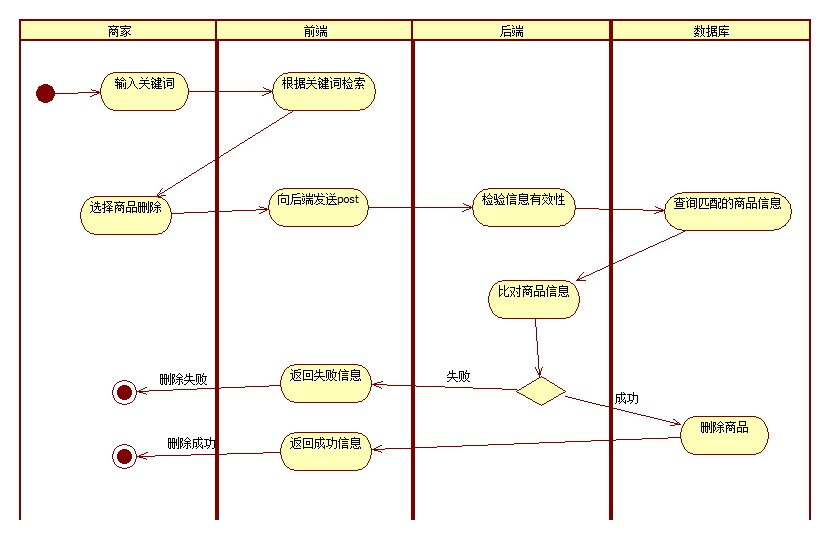 商家
前端
后端
数据库
输入关键词
根据关键词检索
选择商品删除
向后端发送post
检验信息有效性
查询匹配的商品信息
比对商品信息
删除失败
返回失败信息
失败
成功
删除商品
删除成功
返回成功信息